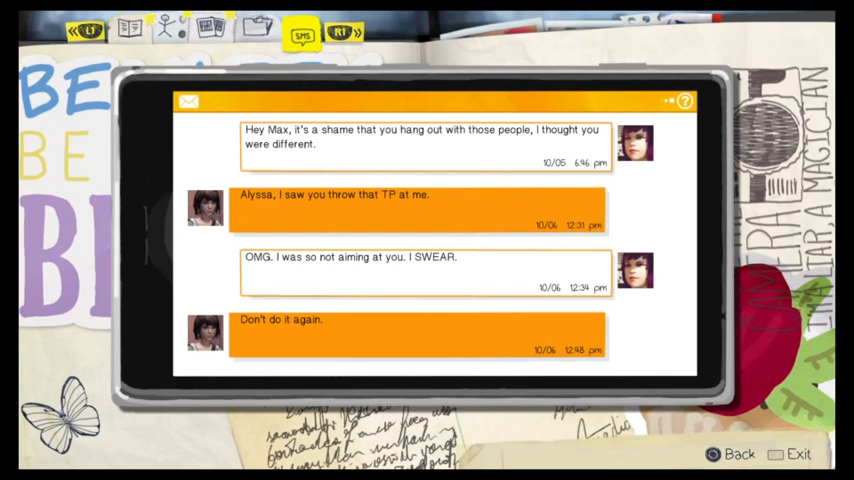 LT
SMS
R1
Hey Max, it's a shame that you hang out with those people, I thought you
were different.
10/05 6:46 pm
Alyssa, I saw you throw that TP at me.
10/06 12:31 pm
OMG. I was so not aiming at you. I SWEAR.
10/06 12:34 pm
Don't do it again.
10/06 12:48 pm
BE
BE
CAMERA
LIAR, A MAGICIAN
Back
Exit